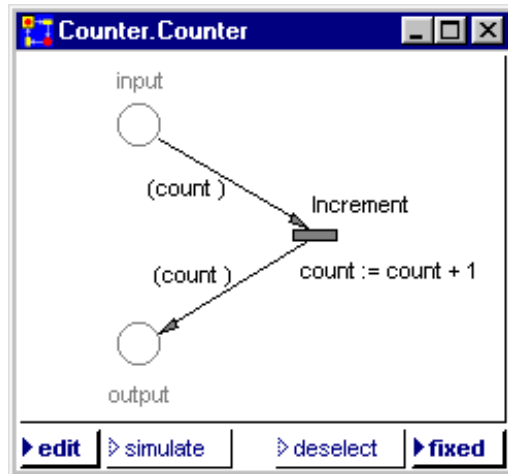 Counter.Counter
input
(count )
Increment
(count )
count := count + 1
output
edit
simulate
deselect
fixed